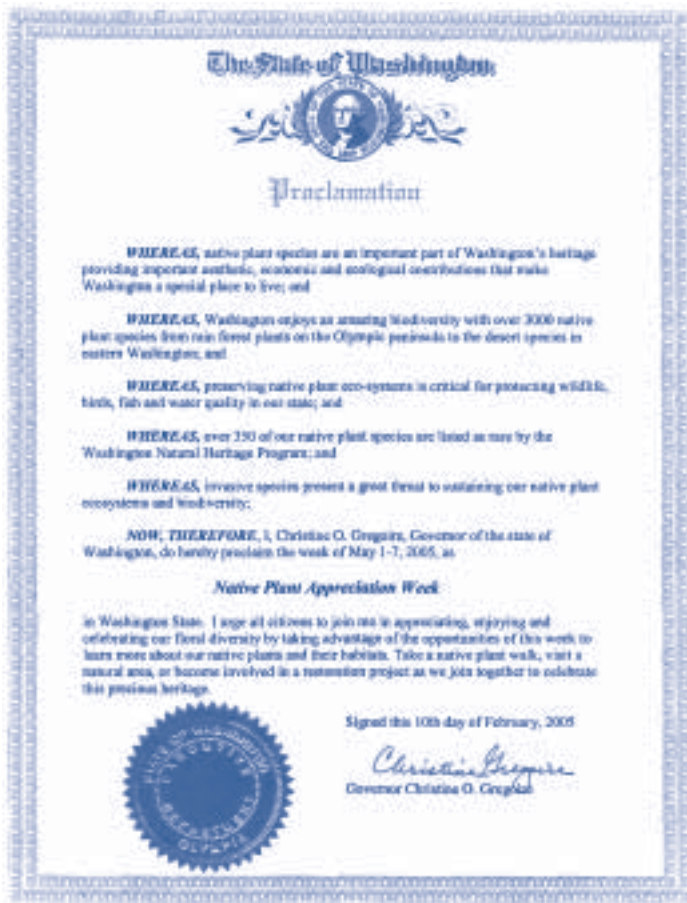 The State of Washington
Proclamation
WHEREAS, native plant species are an important part of Washington's heritage
providing important aesthetic, economic and ecological contributions that make
Washington a special place to live; and
WHEREAS, Washington enjoys an amazing biodiversity with over 3000 native
plant species from rain forest plants on the Olympic peninsula to the desert species in
eastern Washington; and
WHEREAS, preserving native plant eco-systems is critical for protecting wildlife,
birds, fish and water quality in our state; and
WHEREAS, over 350 of our native plant species are listed as rare by the
Washington Natural Heritage Program; and
WHEREAS, invasive species present a great threat to sustaining our native plant
ecosystems and biodiversity;
NOW, THEREFORE, I, Christine O. Gregoire, Governor of the state of
Washington, do hereby proclaim the week of May 1-7, 2005, as
Native Plant Appreciation Week
in Washington State. I urge all citizens to join me in appreciating, enjoying and
celebrating our floral diversity by taking advantage of the opportunities of this week to
learn more about our native plants and their habitats. Take a native plant walk, visit a
natural area, or become involved in a restoration project as we join together to celebrate
this precious heritage.
Signed this 10th day of February, 2005
Christine Gregoire
Governor Christine O. Gregoire
STATE OF WASHINGTON
EXECUTIVE
DEPARTMENT
OLYMPIA